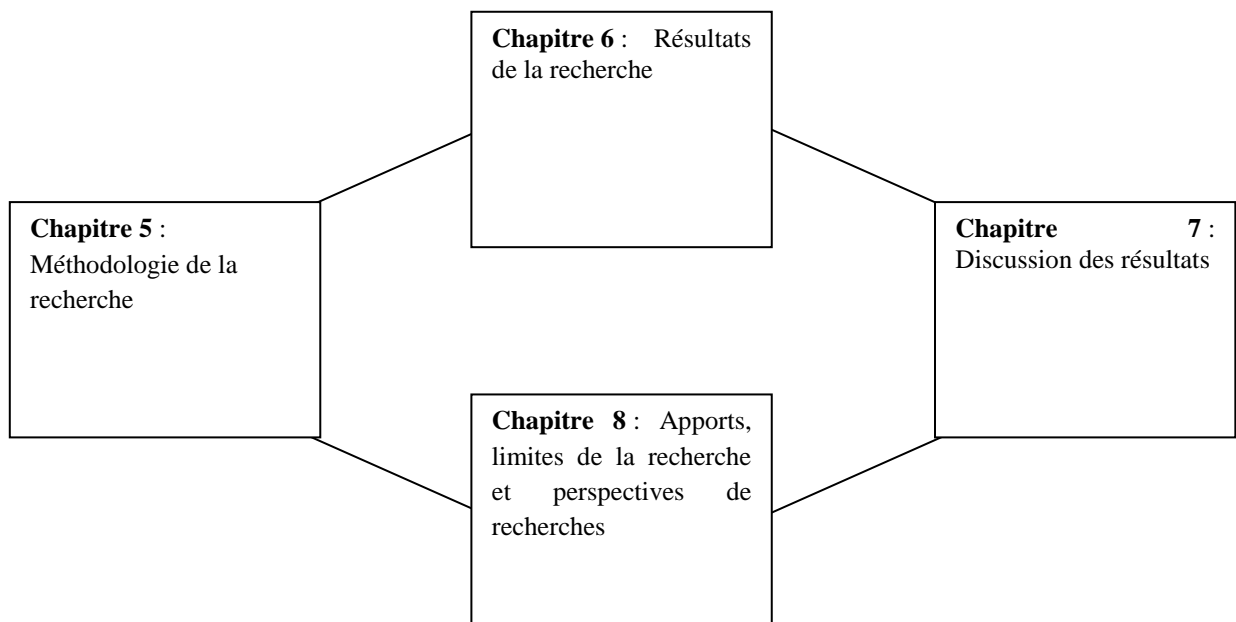 Chapitre 6 : Résultats
de la recherche
Chapitre 5 :
Méthodologie de la
recherche
Chapitre 7 :
Discussion des résultats
Chapitre 8 : Apports,
limites de la recherche
et perspectives de
recherches